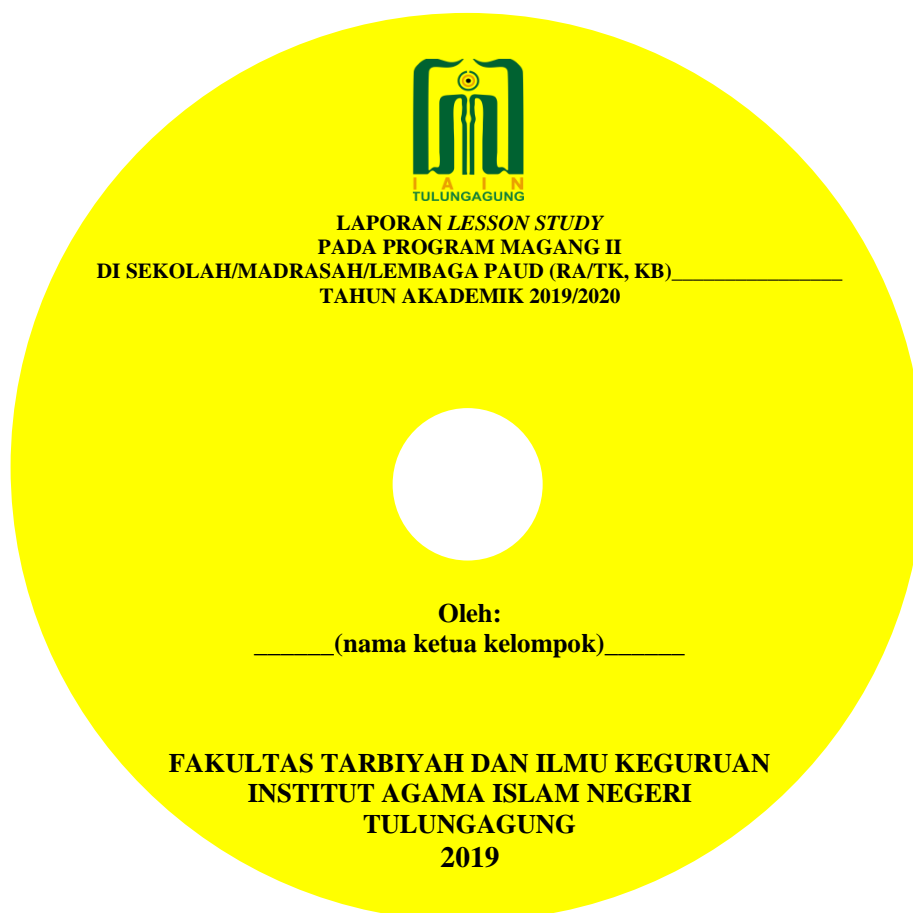 I A I N
TULUNGAGUNG
LAPORAN LESSON STUDY
PADA PROGRAM MAGANG II
DI SEKOLAH/MADRASAH/LEMBAGA PAUD (RA/TK, KB)________________
TAHUN AKADEMIK 2019/2020
Oleh:
______(nama ketua kelompok)______
FAKULTAS TARBIYAH DAN ILMU KEGURUAN
INSTITUT AGAMA ISLAM NEGERI
TULUNGAGUNG
2019